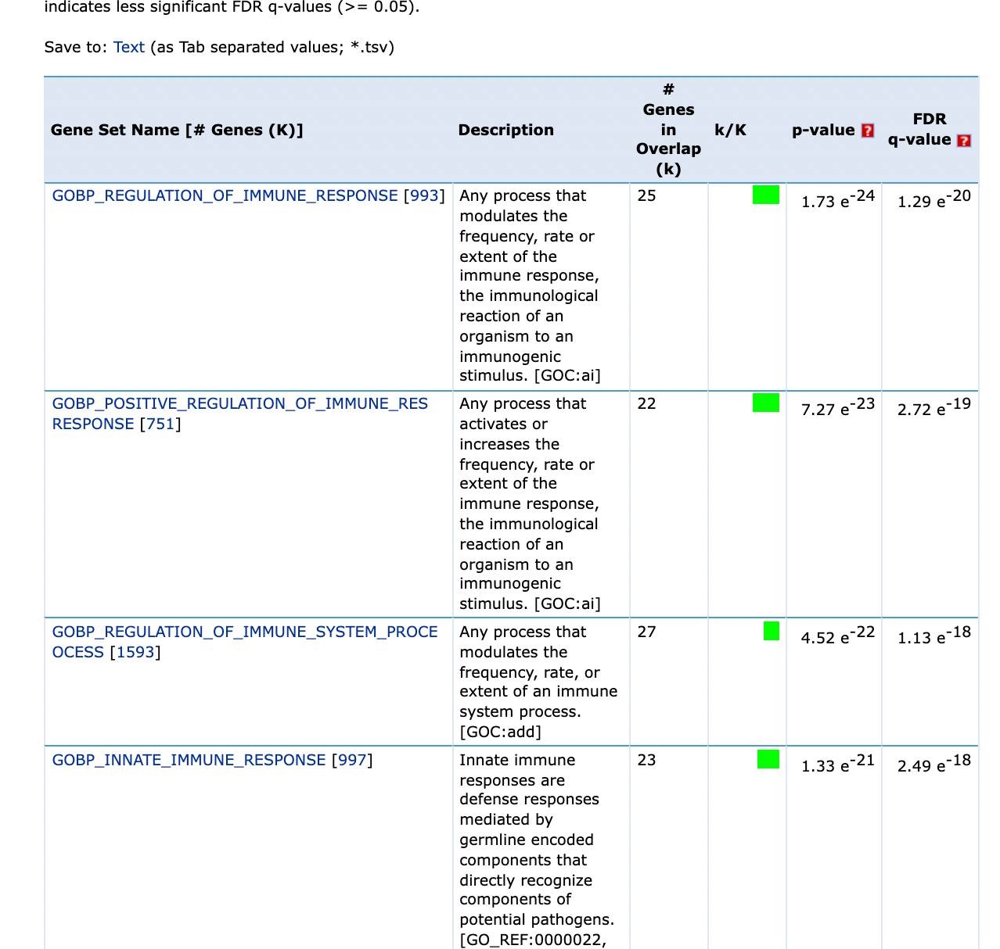 indicates less significant FDR q-values (>= 0.05).
Save to: Text (as Tab separated values; *.tsv)
Gene Set Name [# Genes (K)]
Description
#
Genes
in
Overlap
(k)
k/K
p-value ?
FDR
q-value ?
GOBP_REGULATION_OF_IMMUNE_RESPONSE [993]
Any process that
modulates the
frequency, rate or
extent of the
immune response,
the immunological
reaction of an
organism to an
immunogenic
stimulus. [GOC:ai]
25
1.73 e-24
1.29 e-20
GOBP_POSITIVE_REGULATION_OF_IMMUNE_RES
RESPONSE [751]
Any process that
activates or
increases the
frequency, rate or
extent of the
immune response,
the immunological
reaction of an
organism to an
immunogenic
stimulus. [GOC:ai]
22
7.27 e-23
2.72 e-19
GOBP_REGULATION_OF_IMMUNE_SYSTEM_PROCE
OCESS [1593]
Any process that
modulates the
frequency, rate, or
extent of an immune
system process.
[GOC:add]
27
4.52 e-22
1.13 e-18
GOBP_INNATE_IMMUNE_RESPONSE [997]
Innate immune
responses are
defense responses
mediated by
germline encoded
components that
directly recognize
components of
potential pathogens.
[GO_REF:0000022,
23
1.33 e-21
2.49 e-18